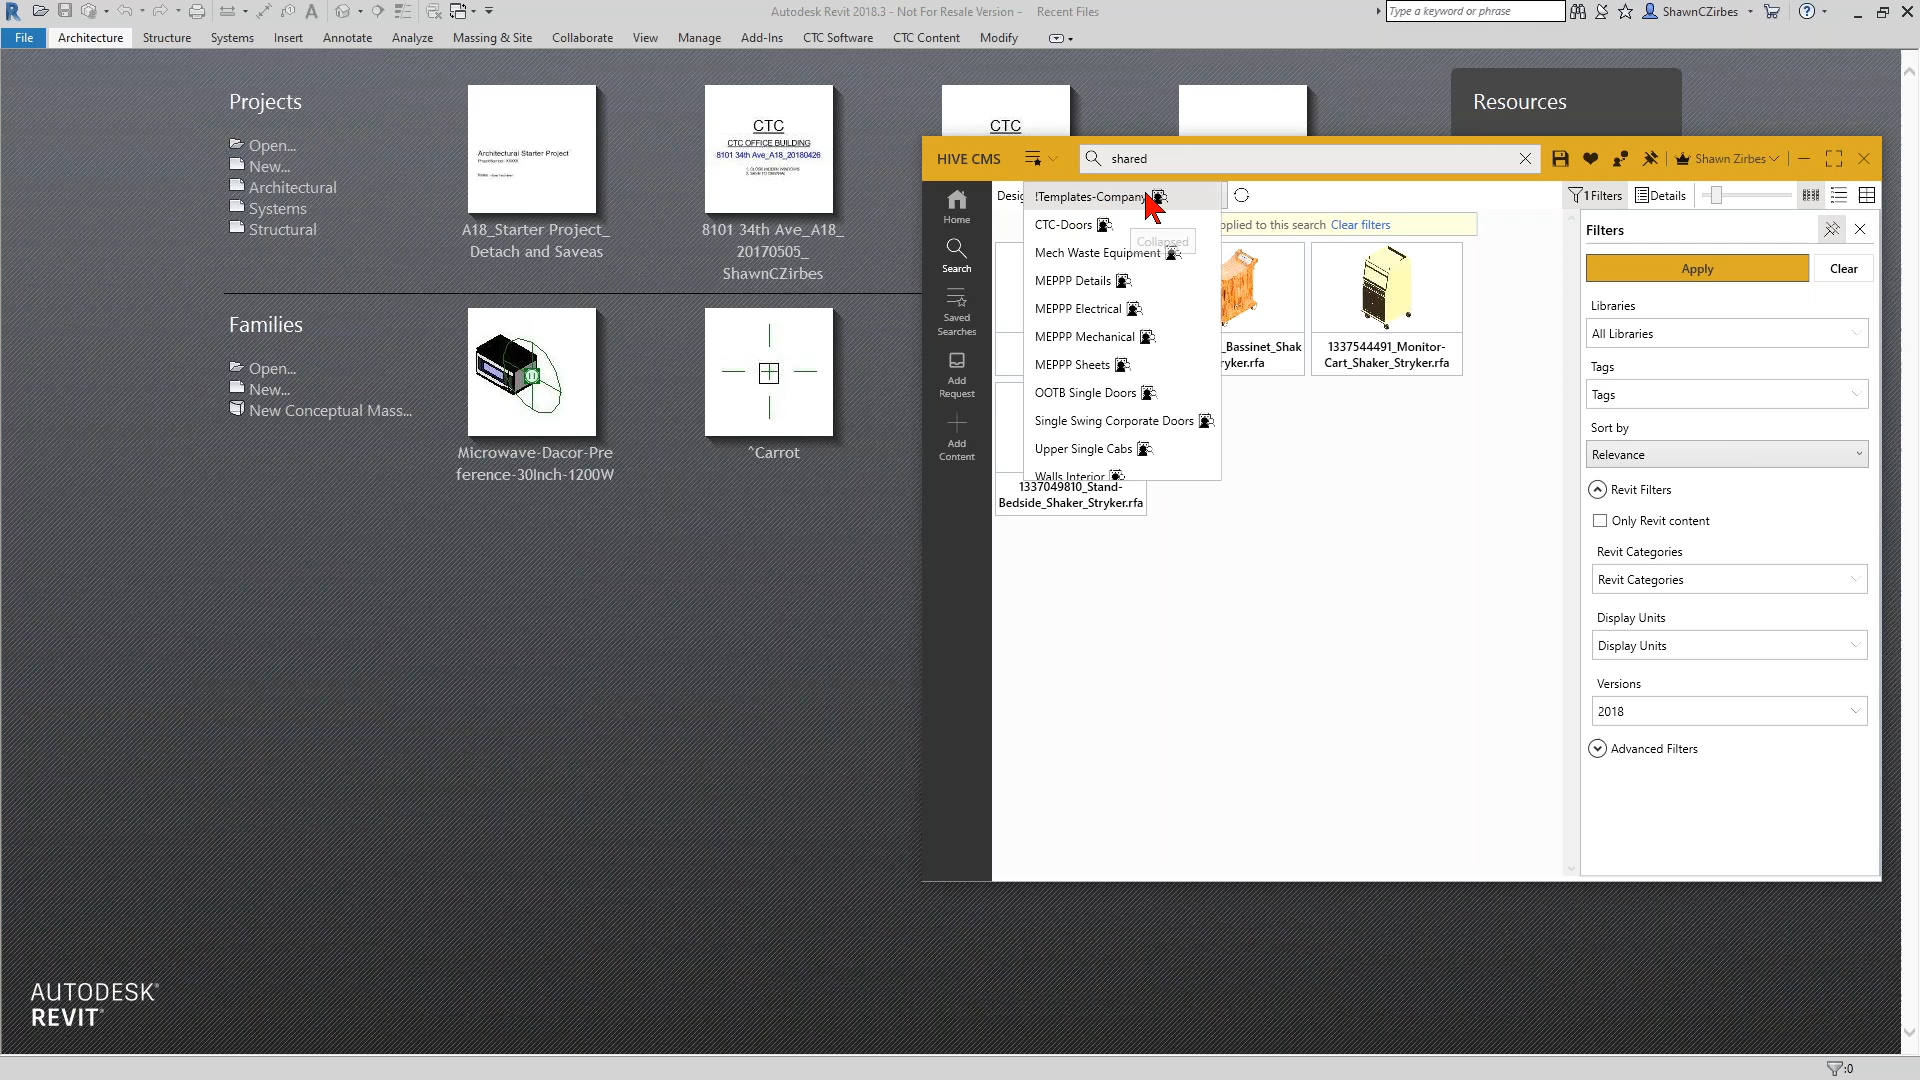 Autodesk Revit 2018.3 - Not For Resale Version - Recent Files
Type a keyword or phrase
ShawnCZirbes
File Architecture Structure Systems Insert Annotate Analyze Massing & Site Collaborate View Manage Add-Ins CTC Software CTC Content Modify
Projects
Open...
New...
Architectural
Systems
Structural
Architectural Starter Project
A18_Starter Project_
Detach and Saveas
CTC
CTC OFFICE BUILDING
8101 34th Ave_A18_20180426
8101 34th Ave_A18_
20170505_
ShawnCZirbes
CTC
Resources
Families
Open...
New...
New Conceptual Mass...
Microwave-Dacor-Pre
ference-30Inch-1200W
^Carrot
AUTODESK®
REVIT®
HIVE CMS
shared
Shawn Zirbes
Home
Search
Saved
Searches
Add
Request
Add
Content
Desig
!Templates-Company
CTC-Doors
Collapsed
Mech Waste Equipment
MEPPP Details
MEPPP Electrical
MEPPP Mechanical
MEPPP Sheets
OOTB Single Doors
Single Swing Corporate Doors
Upper Single Cabs
Walls Interior
pplied to this search Clear filters
_Bassinet_Shak
ryker.rfa
1337544491_Monitor-
Cart_Shaker_Stryker.rfa
1337049810_Stand-
Bedside_Shaker_Stryker.rfa
1 Filters
Details
Filters
Apply
Clear
Libraries
All Libraries
Tags
Tags
Sort by
Relevance
Revit Filters
Only Revit content
Revit Categories
Revit Categories
Display Units
Display Units
Versions
2018
Advanced Filters
:0